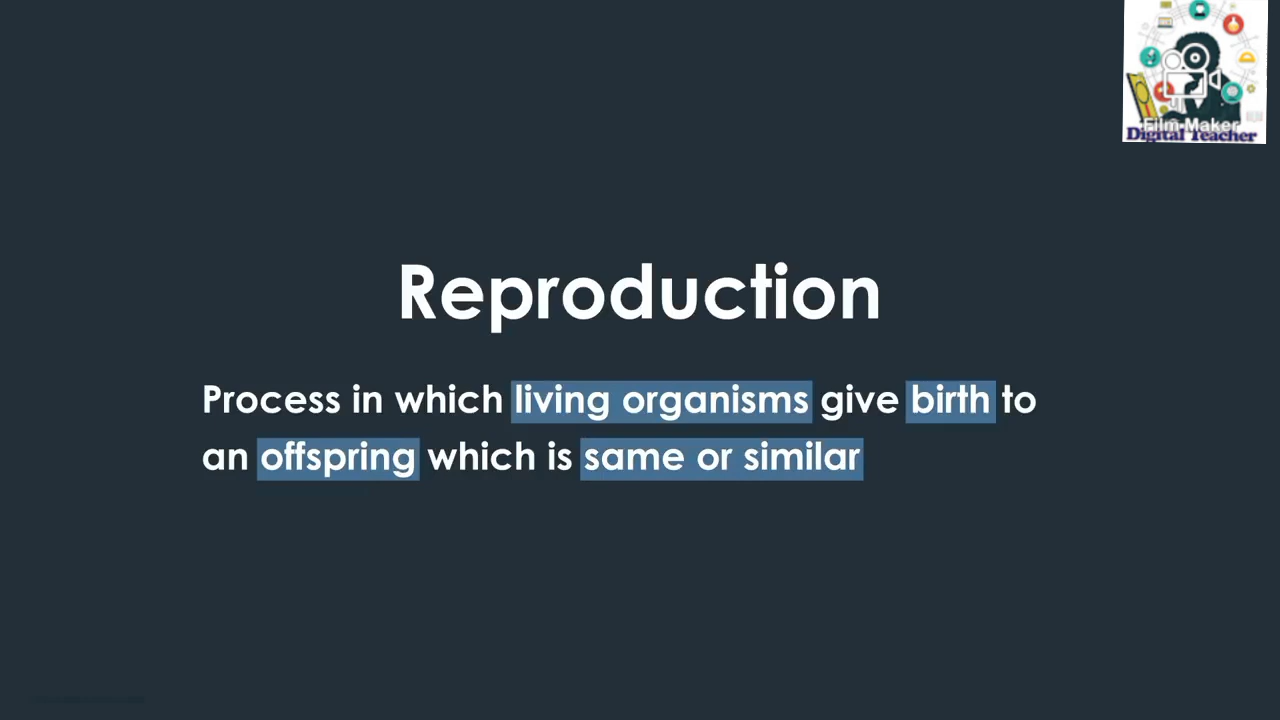 Film Maker
Digital Teacher
Reproduction
Process in which living organisms give birth to
an offspring which is same or similar